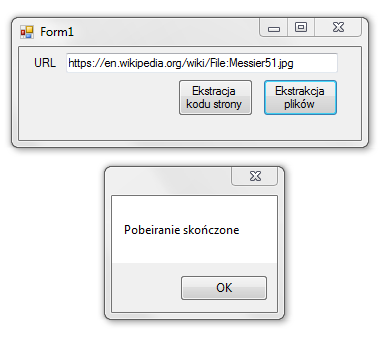 Form1
URL https://en.wikipedia.org/wiki/File:Messier51.jpg
Ekstracja
kodu strony
Ekstrakcja
plików
Pobeiranie skończone
OK